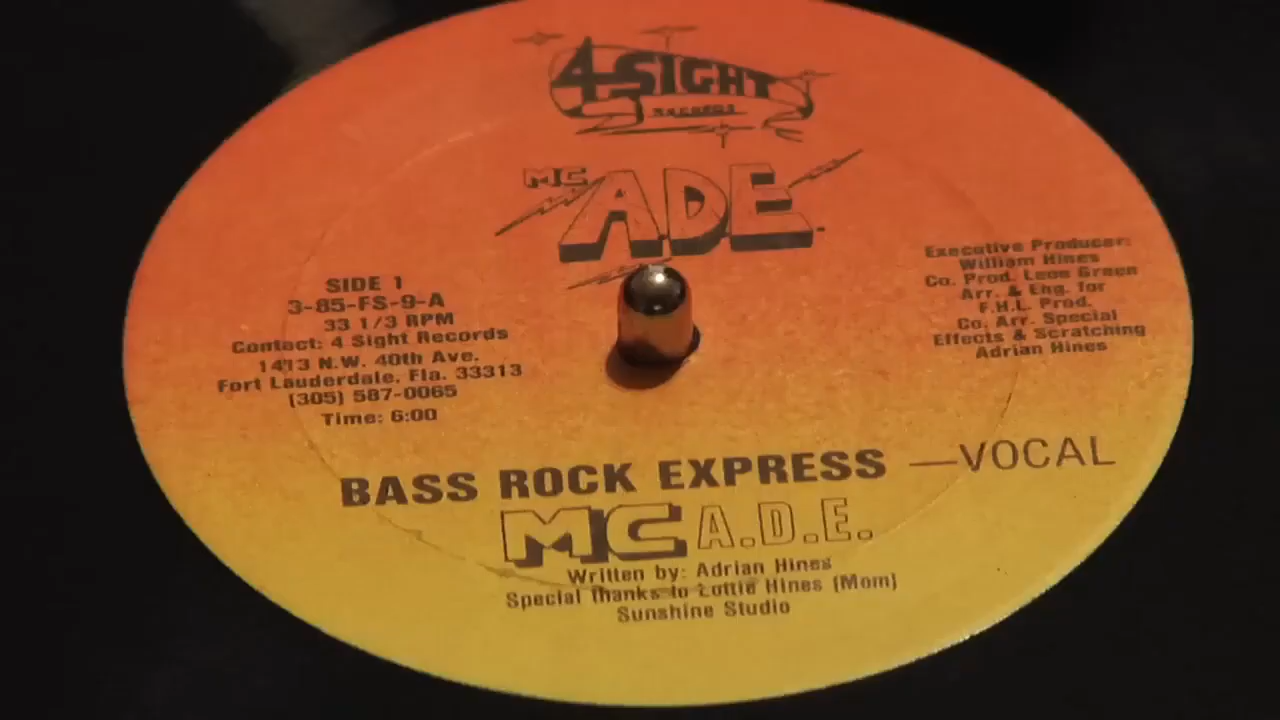 4-SIGHT
RECORDS
MC A.D.E.
SIDE 1
3-85-FS-9-A
33 1/3 RPM
Contact: 4 Sight Records
1413 N.W. 40th Ave.
Fort Lauderdale, Fla. 33313
(305) 587-0065
Time: 6:00
Executive Producer:
William Hines
Co. Prod. Leon Green
Arr. & Eng. for
F.H.L. Prod.
Co. Arr. Special
Effects & Scratching
Adrian Hines
BASS ROCK EXPRESS —VOCAL
MC A.D.E.
Written by: Adrian Hines
Special thanks to Lottie Hines (Mom)
Sunshine Studio